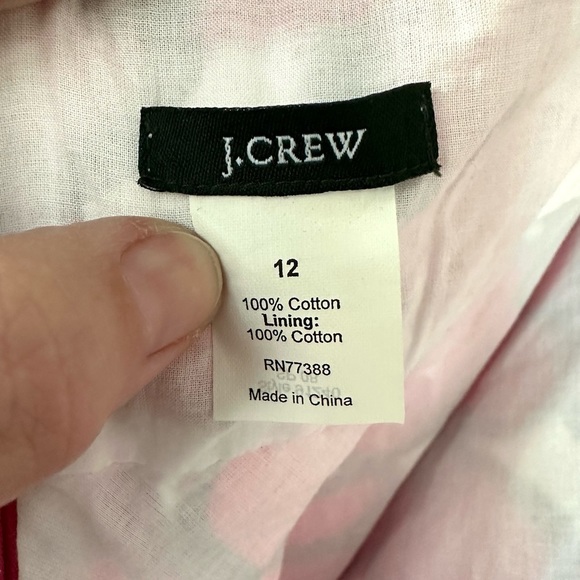 J.CREW
12
100% Cotton
Lining:
100% Cotton
RN77388
Made in China